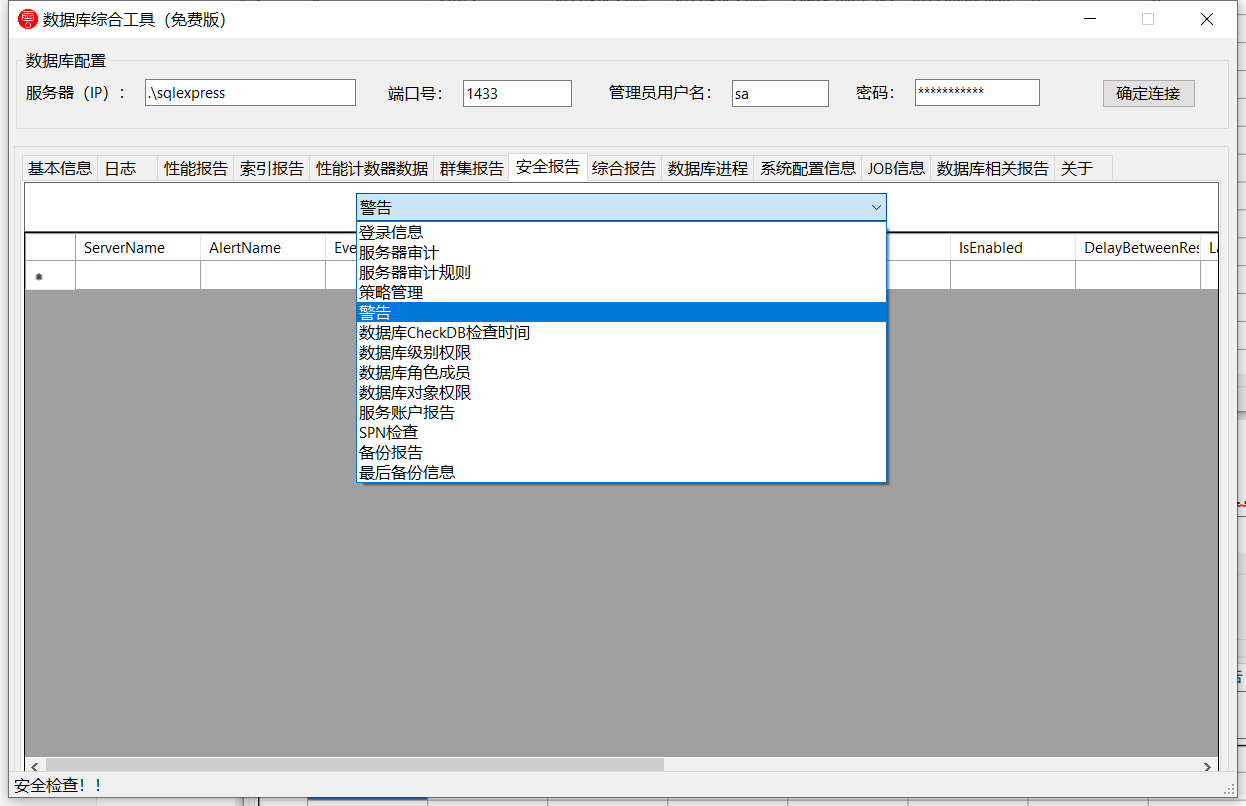 数据库综合工具（免费版）
数据库配置
服务器（IP）： .\sqlexpress 端口号： 1433 管理员用户名： sa 密码： *********** 确定连接
基本信息 日志 性能报告 索引报告 性能计数器数据 群集报告 安全报告 综合报告 数据库进程 系统配置信息 JOB信息 数据库相关报告 关于
警告
ServerName AlertName Eve IsEnabled DelayBetweenRes
登录信息
服务器审计
服务器审计规则
策略管理
警告
数据库CheckDB检查时间
数据库级别权限
数据库角色成员
数据库对象权限
服务账户报告
SPN检查
备份报告
最后备份信息
安全检查！！